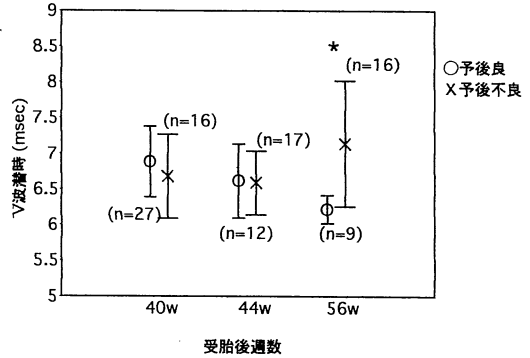 9
8.5
8
7.5
7
6.5
6
5.5
5
V波潜時 (msec)
*
(n=16)
(n=16)
(n=17)
(n=27)
(n=12)
(n=9)
○予後良
×予後不良
40w
44w
56w
受胎後週数